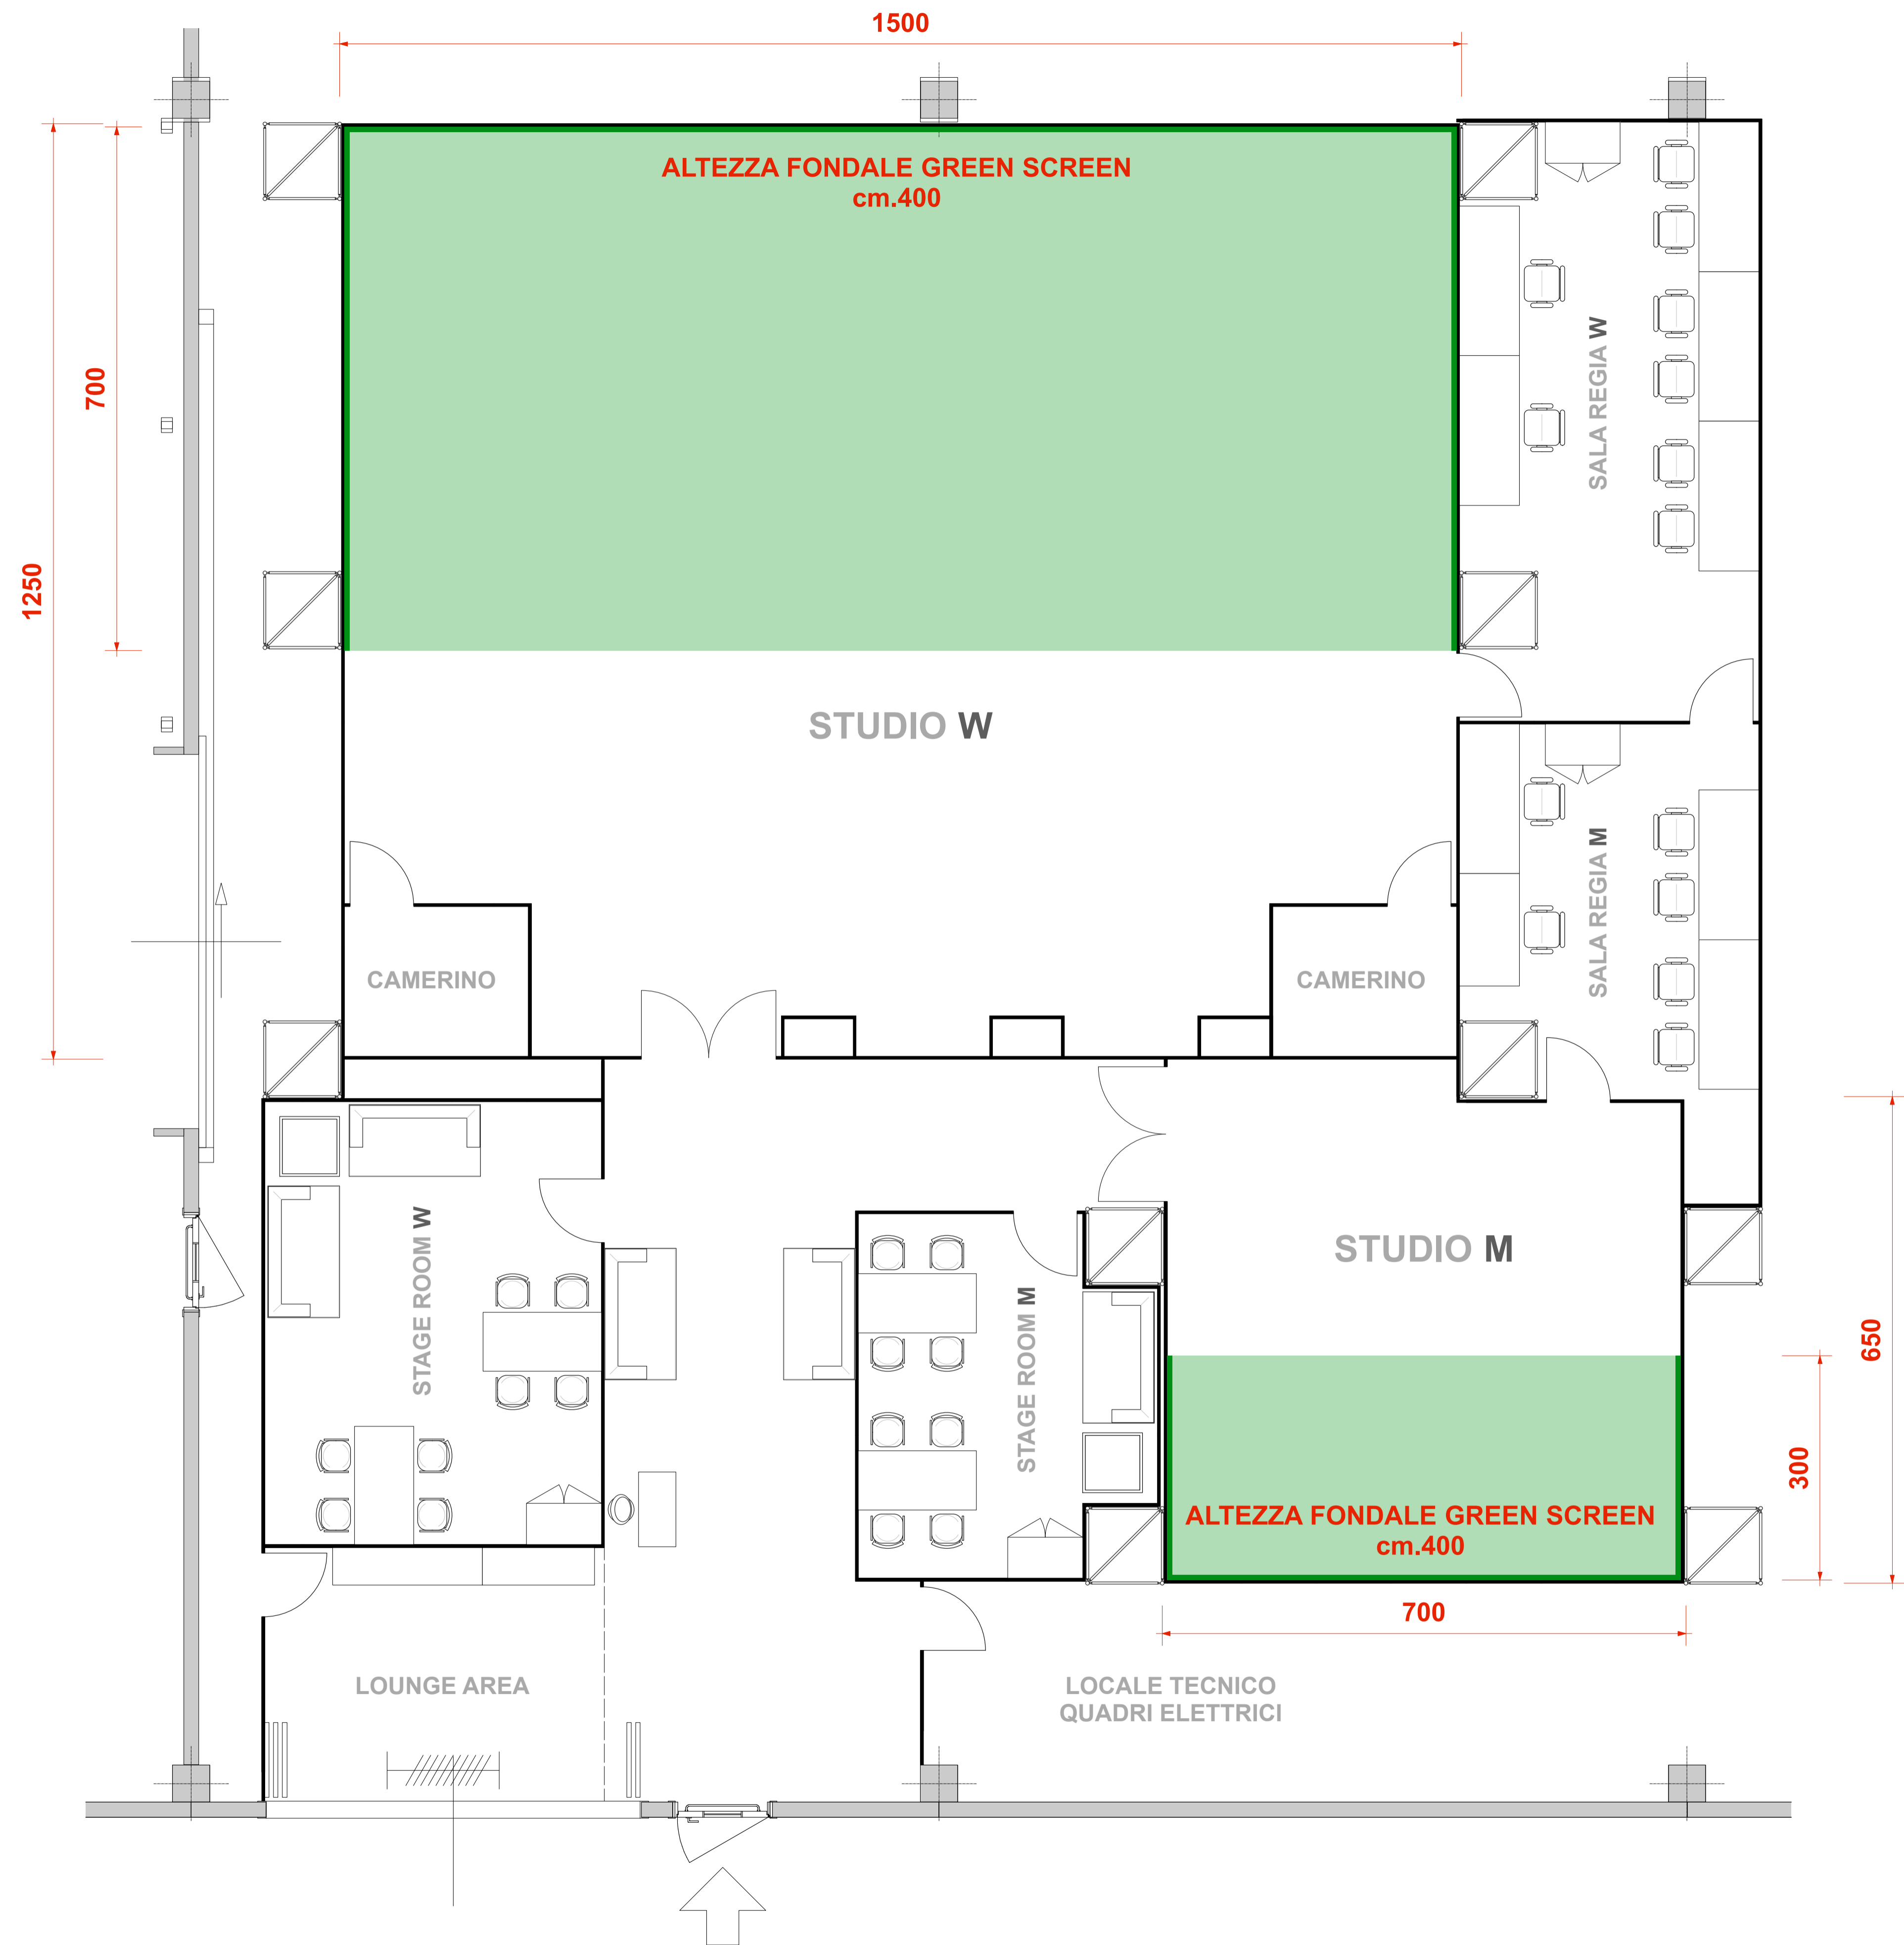 1500
ALTEZZA FONDALE GREEN SCREEN
cm.400
700
1250
SALA REGIA W
STUDIO W
SALA REGIA M
CAMERINO
CAMERINO
STAGE ROOM W
STAGE ROOM M
STUDIO M
650
300
ALTEZZA FONDALE GREEN SCREEN
cm.400
700
LOUNGE AREA
LOCALE TECNICO
QUADRI ELETTRICI